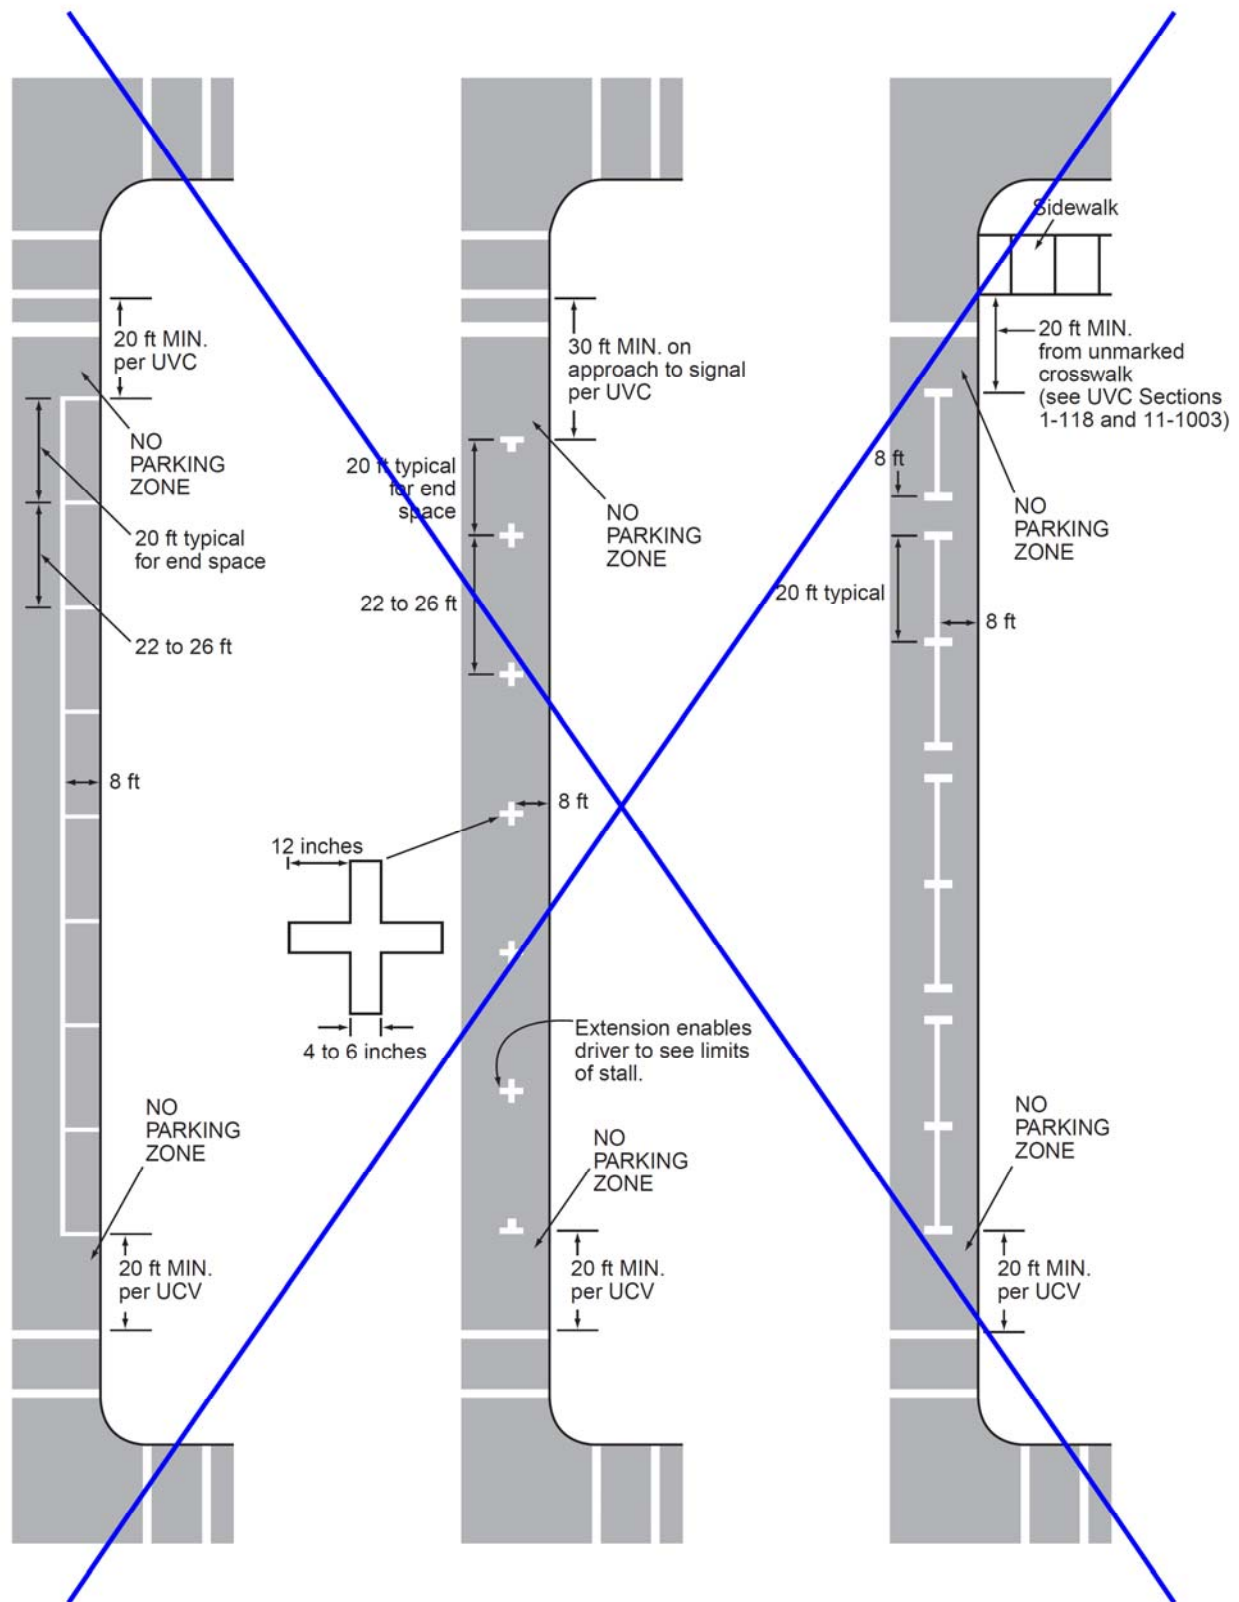 20 ft MIN.
per UVC
NO
PARKING
ZONE
20 ft typical
for end space
22 to 26 ft
8 ft
NO
PARKING
ZONE
20 ft MIN.
per UCV
30 ft MIN. on
approach to signal
per UVC
20 ft typical
for end
space
NO
PARKING
ZONE
22 to 26 ft
8 ft
12 inches
4 to 6 inches
Extension enables
driver to see limits
of stall.
NO
PARKING
ZONE
20 ft MIN.
per UCV
Sidewalk
20 ft MIN.
from unmarked
crosswalk
(see UVC Sections
1-118 and 11-1003)
8 ft
NO
PARKING
ZONE
20 ft typical
8 ft
NO
PARKING
ZONE
20 ft MIN.
per UCV